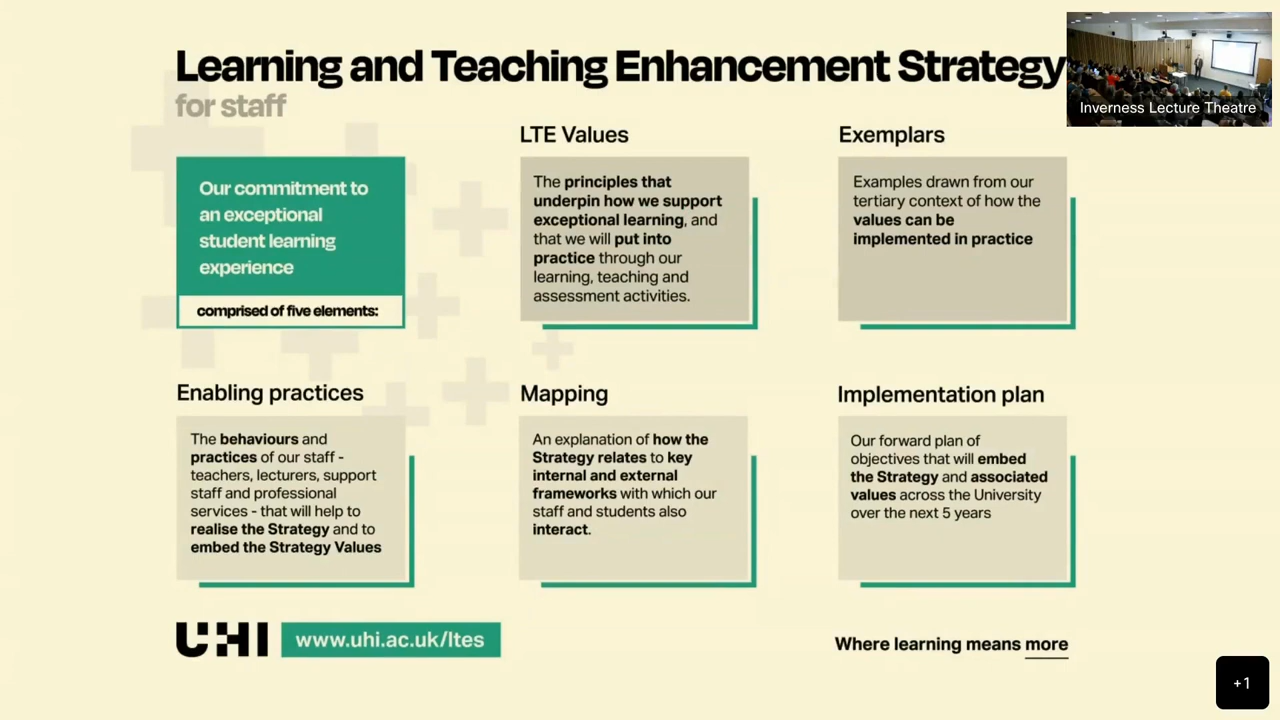 Learning and Teaching Enhancement Strategy
for staff
Inverness Lecture Theatre
Our commitment to
an exceptional
student learning
experience
comprised of five elements:
LTE Values
The principles that
underpin how we support
exceptional learning, and
that we will put into
practice through our
learning, teaching and
assessment activities.
Exemplars
Examples drawn from our
tertiary context of how the
values can be
implemented in practice
Enabling practices
The behaviours and
practices of our staff -
teachers, lecturers, support
staff and professional
services - that will help to
realise the Strategy and to
embed the Strategy Values
Mapping
An explanation of how the
Strategy relates to key
internal and external
frameworks with which our
staff and students also
interact.
Implementation plan
Our forward plan of
objectives that will embed
the Strategy and associated
values across the University
over the next 5 years
UHI
www.uhi.ac.uk/ltes
Where learning means more
+1